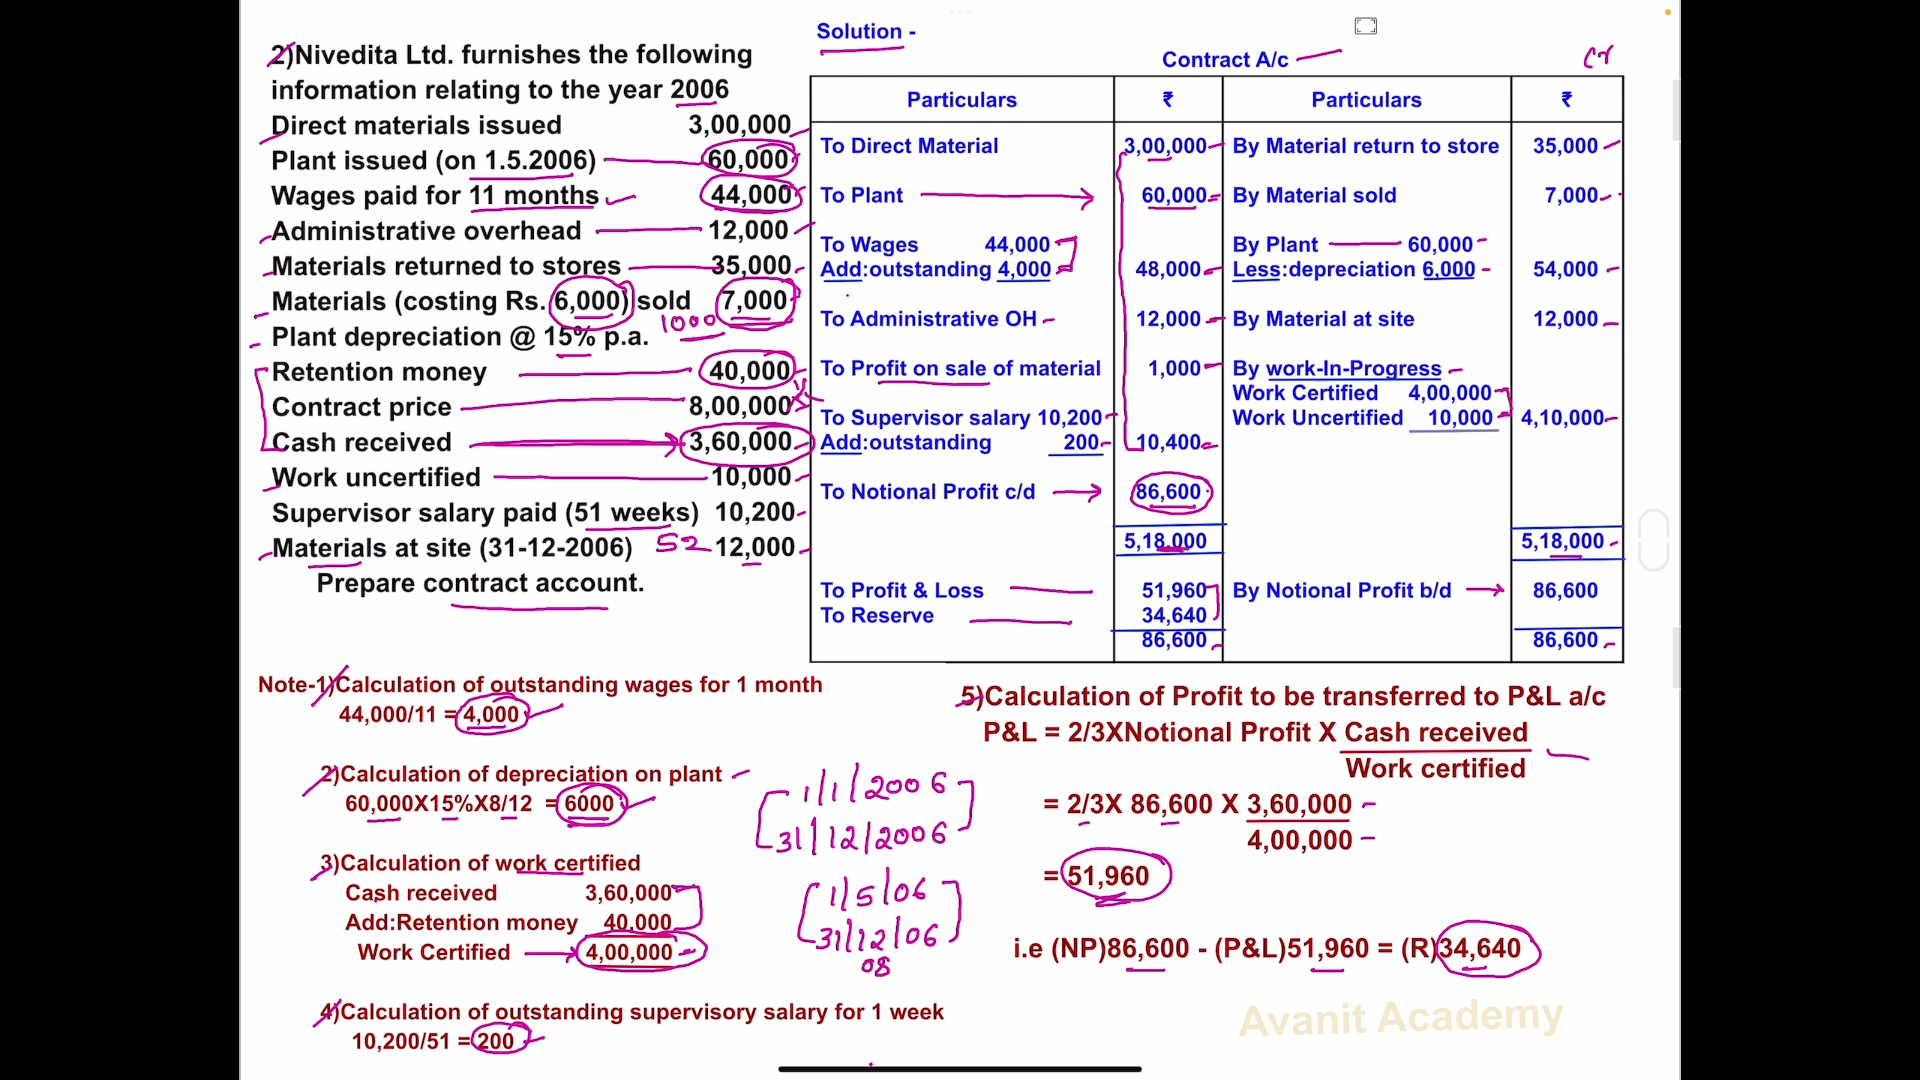 Solution -
Contract A/c
cr
2)Nivedita Ltd. furnishes the following
information relating to the year 2006
Direct materials issued 3,00,000
Plant issued (on 1.5.2006) 60,000
Wages paid for 11 months 44,000
Administrative overhead 12,000
Materials returned to stores 35,000
Materials (costing Rs. 6,000) sold 7,000
1000
Plant depreciation @ 15% p.a.
Retention money 40,000
Contract price 8,00,000
Cash received 3,60,000
Work uncertified 10,000
Supervisor salary paid (51 weeks) 10,200
Materials at site (31-12-2006) 52 12,000
Prepare contract account.
Particulars ₹ Particulars ₹
To Direct Material 3,00,000 By Material return to store 35,000
To Plant 60,000 By Material sold 7,000
To Wages 44,000 By Plant 60,000
Add:outstanding 4,000 48,000 Less:depreciation 6,000 54,000
To Administrative OH 12,000 By Material at site 12,000
To Profit on sale of material 1,000 By work-In-Progress
Work Certified 4,00,000
To Supervisor salary 10,200 Work Uncertified 10,000 4,10,000
Add:outstanding 200 10,400
To Notional Profit c/d 86,600
5,18,000 5,18,000
To Profit & Loss 51,960 By Notional Profit b/d 86,600
To Reserve 34,640
86,600 86,600
Note-1)Calculation of outstanding wages for 1 month
44,000/11 = 4,000
2)Calculation of depreciation on plant
60,000X15%X8/12 = 6000
3)Calculation of work certified
Cash received 3,60,000
Add:Retention money 40,000
Work Certified 4,00,000
4)Calculation of outstanding supervisory salary for 1 week
10,200/51 = 200
1/1/2006
31/12/2006
1/5/06
31/12/06
08
5)Calculation of Profit to be transferred to P&L a/c
P&L = 2/3XNotional Profit X Cash received
Work certified
= 2/3X 86,600 X 3,60,000
4,00,000
= 51,960
i.e (NP)86,600 - (P&L)51,960 = (R)34,640
Avanit Academy